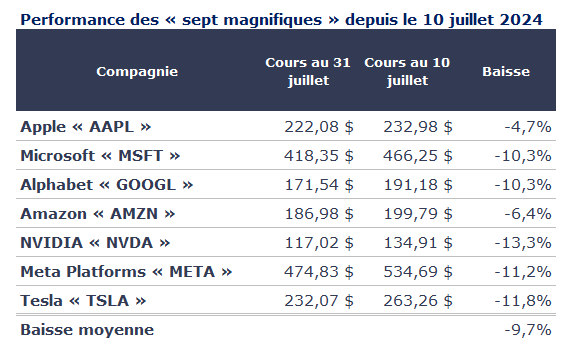 Performance des « sept magnifiques » depuis le 10 juillet 2024
Compagnie Cours au 31 juillet Cours au 10 juillet Baisse
Apple « AAPL » 222,08 $ 232,98 $ -4,7%
Microsoft « MSFT » 418,35 $ 466,25 $ -10,3%
Alphabet « GOOGL » 171,54 $ 191,18 $ -10,3%
Amazon « AMZN » 186,98 $ 199,79 $ -6,4%
NVIDIA « NVDA » 117,02 $ 134,91 $ -13,3%
Meta Platforms « META » 474,83 $ 534,69 $ -11,2%
Tesla « TSLA » 232,07 $ 263,26 $ -11,8%
Baisse moyenne -9,7%